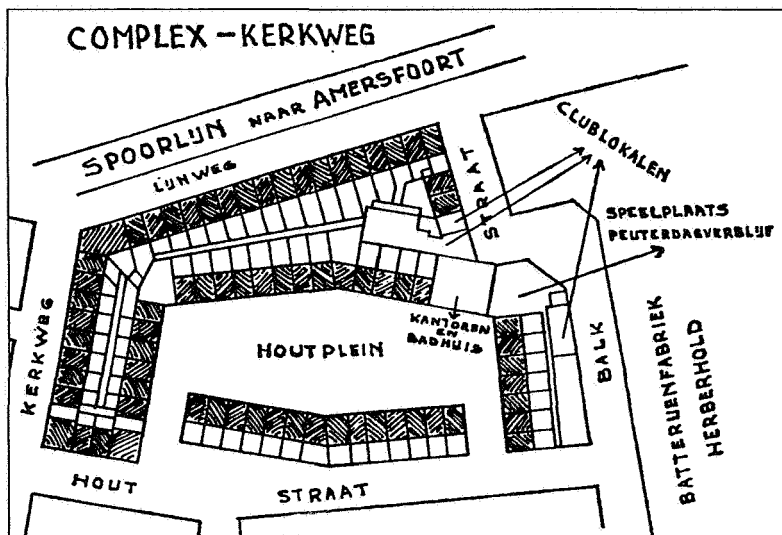 COMPLEX-KERKWEG
SPOORLIJN NAAR AMERSFOORT
LIJNWEG
STRAAT
CLUBLOKALEN
SPEELPLAATS
PEUTERDAGVERBLIJF
KERKWEG
HOUTPLEIN
KANTOREN
EN
BADHUIS
BALK
BATTERIJENFABRIEK
HERBERHOLD
HOUT
STRAAT